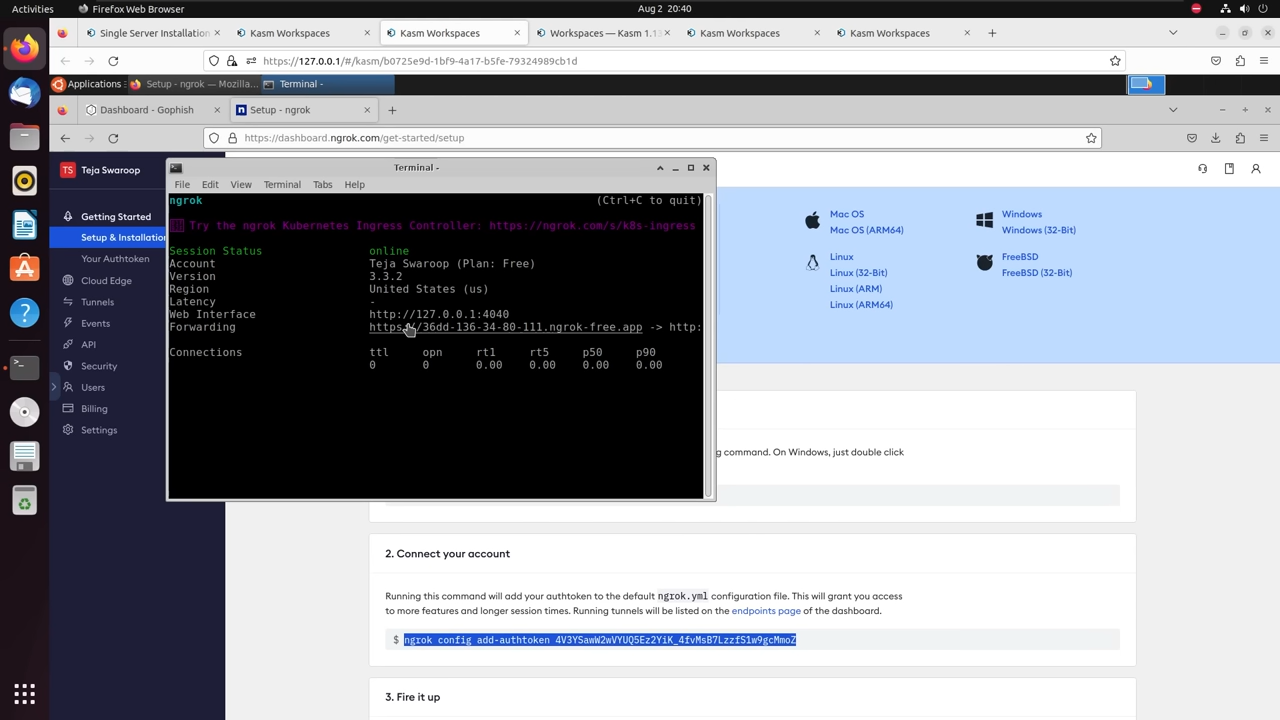 Activities Firefox Web Browser Aug 2 20:40
Single Server Installation Kasm Workspaces Kasm Workspaces Workspaces — Kasm 1.13 Kasm Workspaces Kasm Workspaces
https://127.0.0.1/#/kasm/b0725e9d-1bf9-4a17-b5fe-79324989cb1d
Applications Setup - ngrok — Mozilla... Terminal -
Dashboard - Gophish Setup - ngrok
https://dashboard.ngrok.com/get-started/setup
TS Teja Swaroop
Getting Started
Setup & Installation
Your Authtoken
Cloud Edge
Tunnels
Events
API
Security
Users
Billing
Settings
Terminal -
File Edit View Terminal Tabs Help
ngrok (Ctrl+C to quit)
Try the ngrok Kubernetes Ingress Controller: https://ngrok.com/s/k8s-ingress
Session Status online
Account Teja Swaroop (Plan: Free)
Version 3.3.2
Region United States (us)
Latency -
Web Interface http://127.0.0.1:4040
Forwarding https://36dd-136-34-80-111.ngrok-free.app -> http:
Connections ttl opn rt1 rt5 p50 p90
0 0 0.00 0.00 0.00 0.00
Mac OS
Mac OS (ARM64)
Windows
Windows (32-Bit)
Linux
Linux (32-Bit)
Linux (ARM)
Linux (ARM64)
FreeBSD
FreeBSD (32-Bit)
g command. On Windows, just double click
2. Connect your account
Running this command will add your authtoken to the default ngrok.yml configuration file. This will grant you access
to more features and longer session times. Running tunnels will be listed on the endpoints page of the dashboard.
$ ngrok config add-authtoken 4V3YSawW2wVYUQ5Ez2YiK_4fvMsB7LzzfS1w9gcMmoZ
3. Fire it up